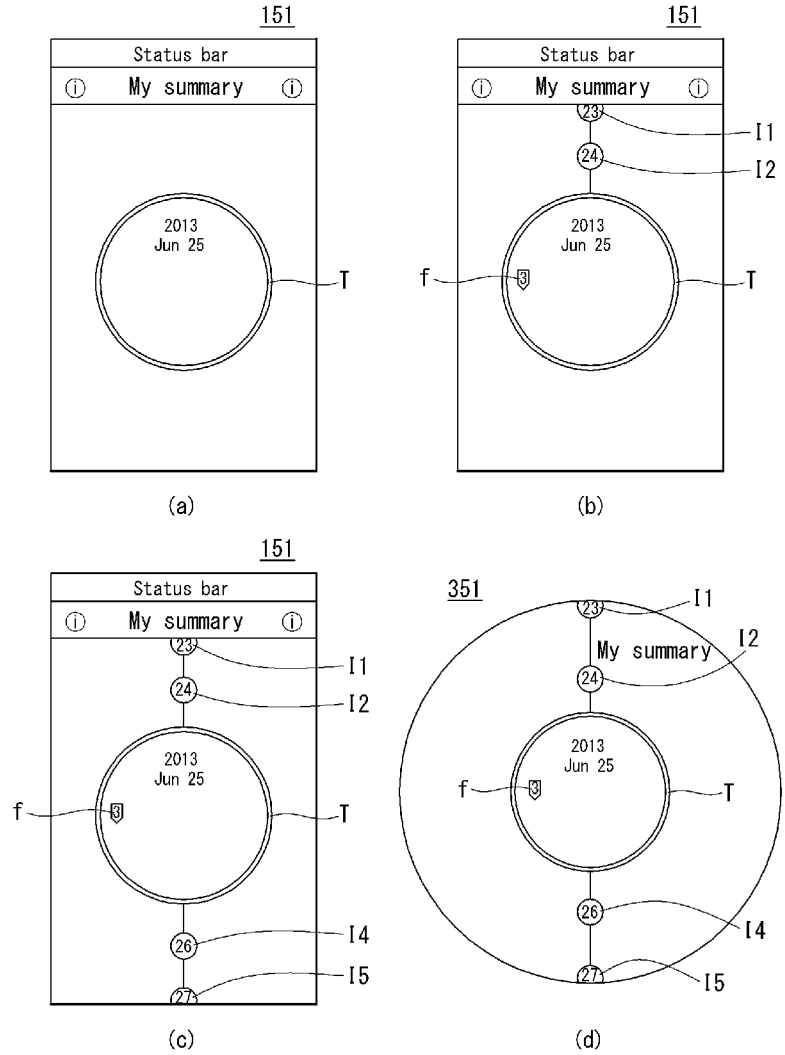 151
Status bar
i My summary i
2013
Jun 25
T
(a)
151
Status bar
i My summary i
23
I1
24
I2
2013
Jun 25
f
3
T
(b)
151
Status bar
i My summary i
23
I1
24
I2
2013
Jun 25
f
3
T
26
I4
27
I5
(c)
351
23
I1
My summary
I2
24
2013
Jun 25
f
3
T
26
I4
27
I5
(d)